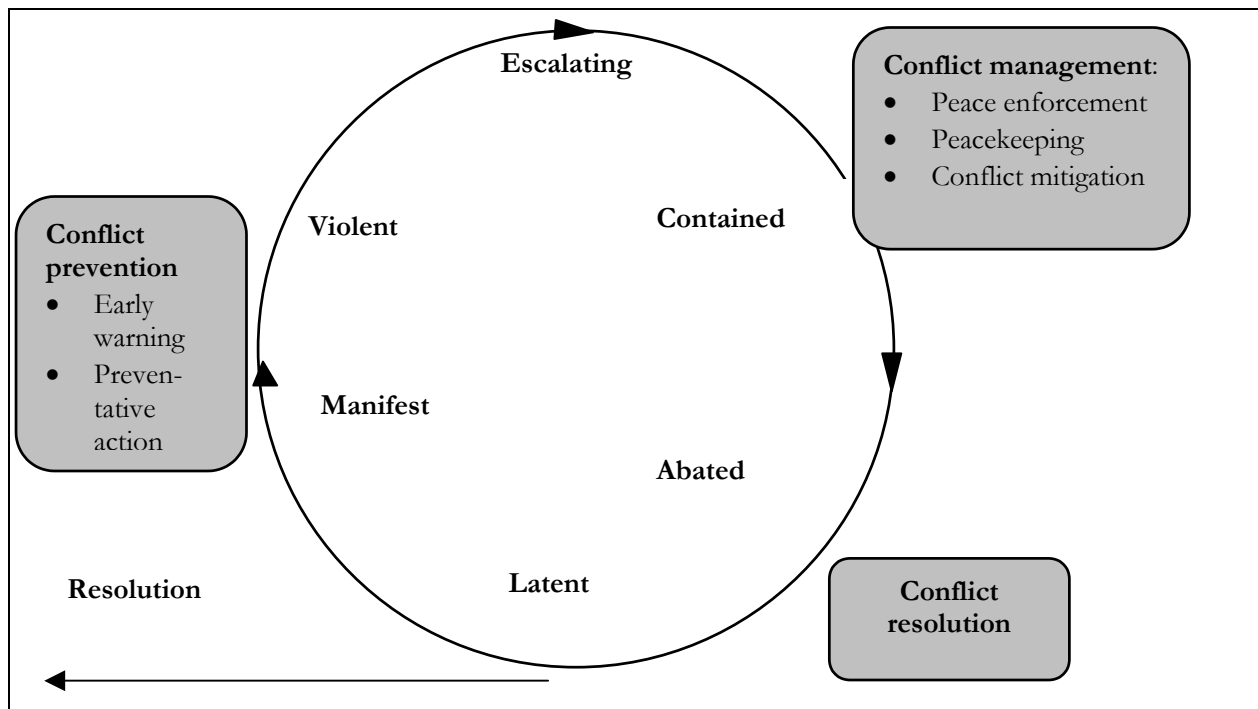 Escalating
Conflict management:
• Peace enforcement
• Peacekeeping
• Conflict mitigation
Violent
Contained
Conflict
prevention
• Early
warning
• Preven-
tative
action
Manifest
Abated
Resolution
Latent
Conflict
resolution